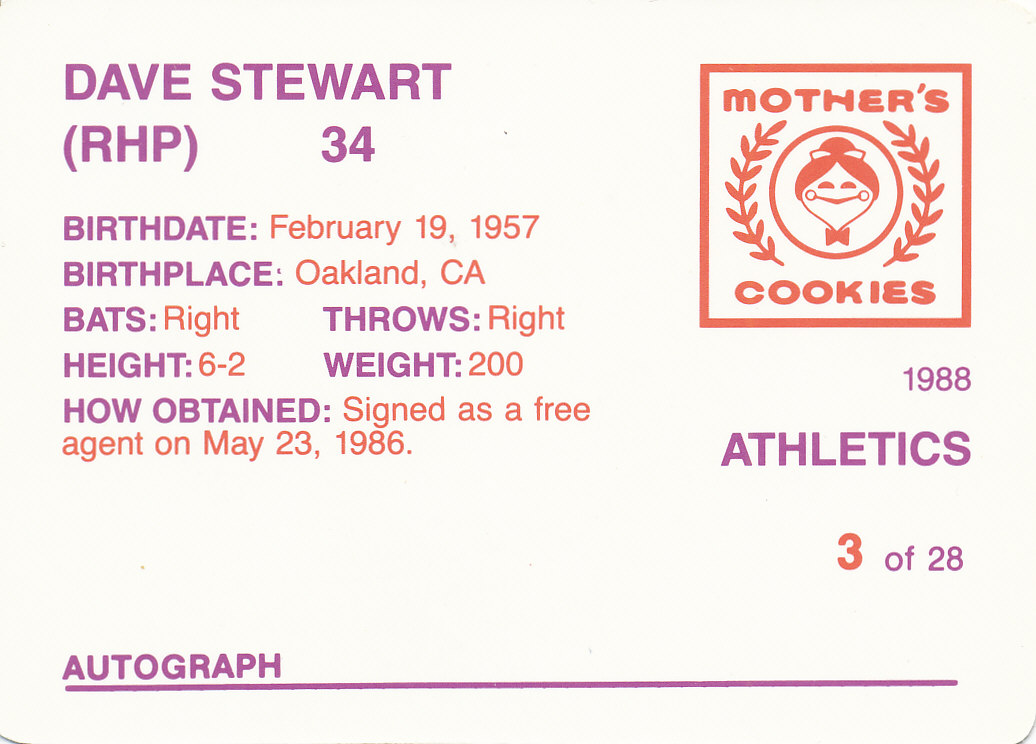 DAVE STEWART
(RHP) 34
BIRTHDATE: February 19, 1957
BIRTHPLACE: Oakland, CA
BATS: Right THROWS: Right
HEIGHT: 6-2 WEIGHT: 200
HOW OBTAINED: Signed as a free
agent on May 23, 1986.
MOTHER'S
COOKIES
1988
ATHLETICS
3 of 28
AUTOGRAPH